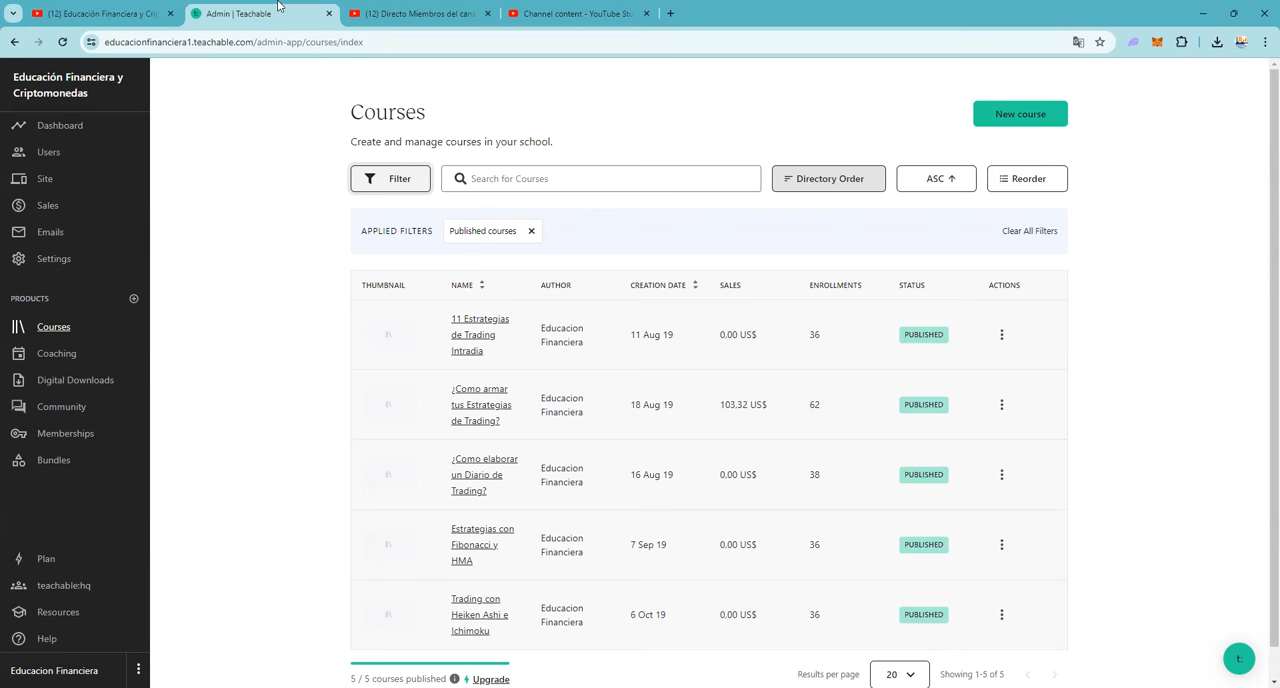 (12) Educación Financiera y Crip
Admin | Teachable
(12) Directo Miembros del cana
Channel content - YouTube Stu
educacionfinanciera1.teachable.com/admin-app/courses/index
Educación Financiera y
Criptomonedas
Dashboard
Users
Site
Sales
Emails
Settings
PRODUCTS
Courses
Coaching
Digital Downloads
Community
Memberships
Bundles
Plan
teachable:hq
Resources
Help
Educacion Financiera
Courses
New course
Create and manage courses in your school.
Filter
Search for Courses
Directory Order
ASC ↑
Reorder
APPLIED FILTERS
Published courses
Clear All Filters
THUMBNAIL NAME AUTHOR CREATION DATE SALES ENROLLMENTS STATUS ACTIONS
11 Estrategias
de Trading
Intradia
Educacion
Financiera
11 Aug 19
0,00 US$
36
PUBLISHED
¿Como armar
tus Estrategias
de Trading?
Educacion
Financiera
18 Aug 19
103,32 US$
62
PUBLISHED
¿Como elaborar
un Diario de
Trading?
Educacion
Financiera
16 Aug 19
0,00 US$
38
PUBLISHED
Estrategias con
Fibonacci y
HMA
Educacion
Financiera
7 Sep 19
0,00 US$
36
PUBLISHED
Trading con
Heiken Ashi e
Ichimoku
Educacion
Financiera
6 Oct 19
0,00 US$
36
PUBLISHED
5 / 5 courses published
Upgrade
Results per page
20
Showing 1-5 of 5
t: